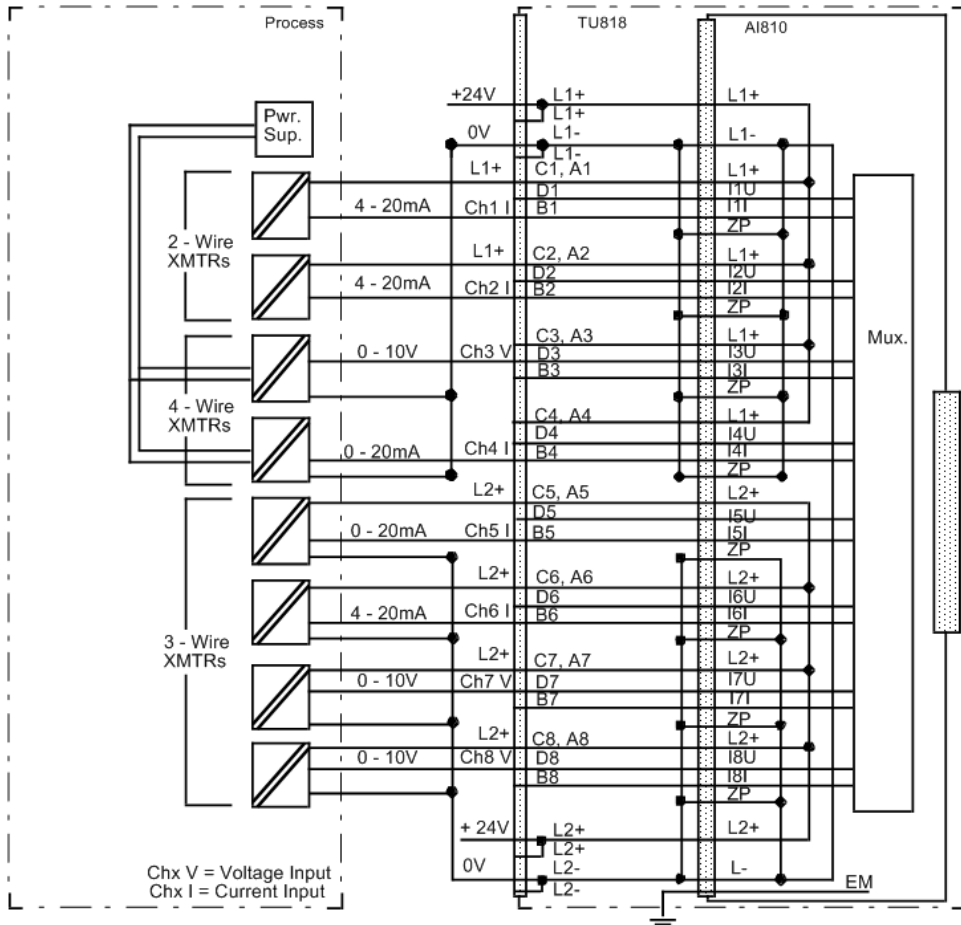 Process TU818 AI810
+24V L1+ L1+
L1+
Pwr.
Sup.
0V L1- L1-
L1-
L1+ C1, A1 L1+
D1 I1U
4 - 20mA Ch1 I B1 I1I
ZP
2 - Wire
XMTRs
L1+ C2, A2 L1+
D2 I2U
4 - 20mA Ch2 I B2 I2I
ZP
C3, A3 L1+
Mux.
0 - 10V Ch3 V D3 I3U
B3 I3I
ZP
4 - Wire
XMTRs
C4, A4 L1+
D4 I4U
0 - 20mA Ch4 I B4 I4I
ZP
L2+ C5, A5 L2+
D5 I5U
0 - 20mA Ch5 I B5 I5I
ZP
L2+ C6, A6 L2+
D6 I6U
4 - 20mA Ch6 I B6 I6I
ZP
3 - Wire
XMTRs
L2+ C7, A7 L2+
0 - 10V Ch7 V D7 I7U
B7 I7I
ZP
L2+ C8, A8 L2+
0 - 10V Ch8 V D8 I8U
B8 I8I
ZP
+ 24V L2+ L2+
L2+
0V L2- L-
L2-
EM
Chx V = Voltage Input
Chx I = Current Input